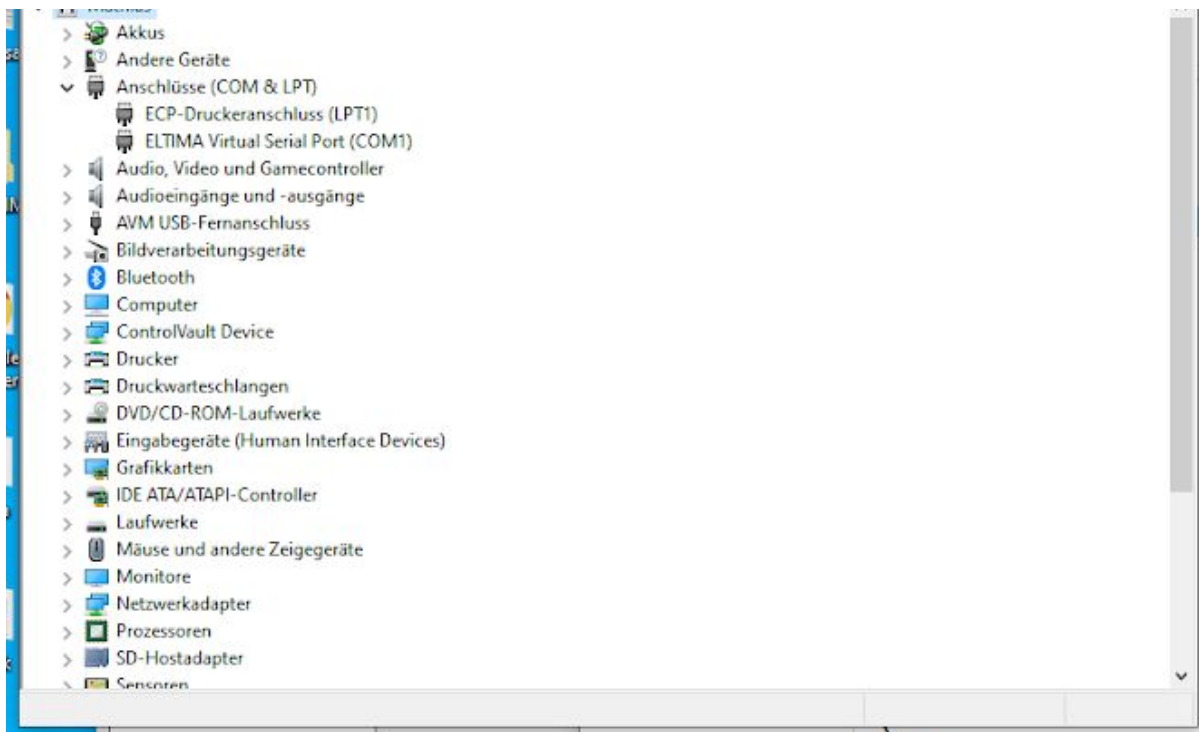 Akkus
Andere Geräte
Anschlüsse (COM & LPT)
ECP-Druckeranschluss (LPT1)
ELTIMA Virtual Serial Port (COM1)
Audio, Video und Gamecontroller
Audioeingänge und -ausgänge
AVM USB-Fernanschluss
Bildverarbeitungsgeräte
Bluetooth
Computer
ControlVault Device
Drucker
Druckwarteschlangen
DVD/CD-ROM-Laufwerke
Eingabegeräte (Human Interface Devices)
Grafikkarten
IDE ATA/ATAPI-Controller
Laufwerke
Mäuse und andere Zeigegeräte
Monitore
Netzwerkadapter
Prozessoren
SD-Hostadapter
Sensoren